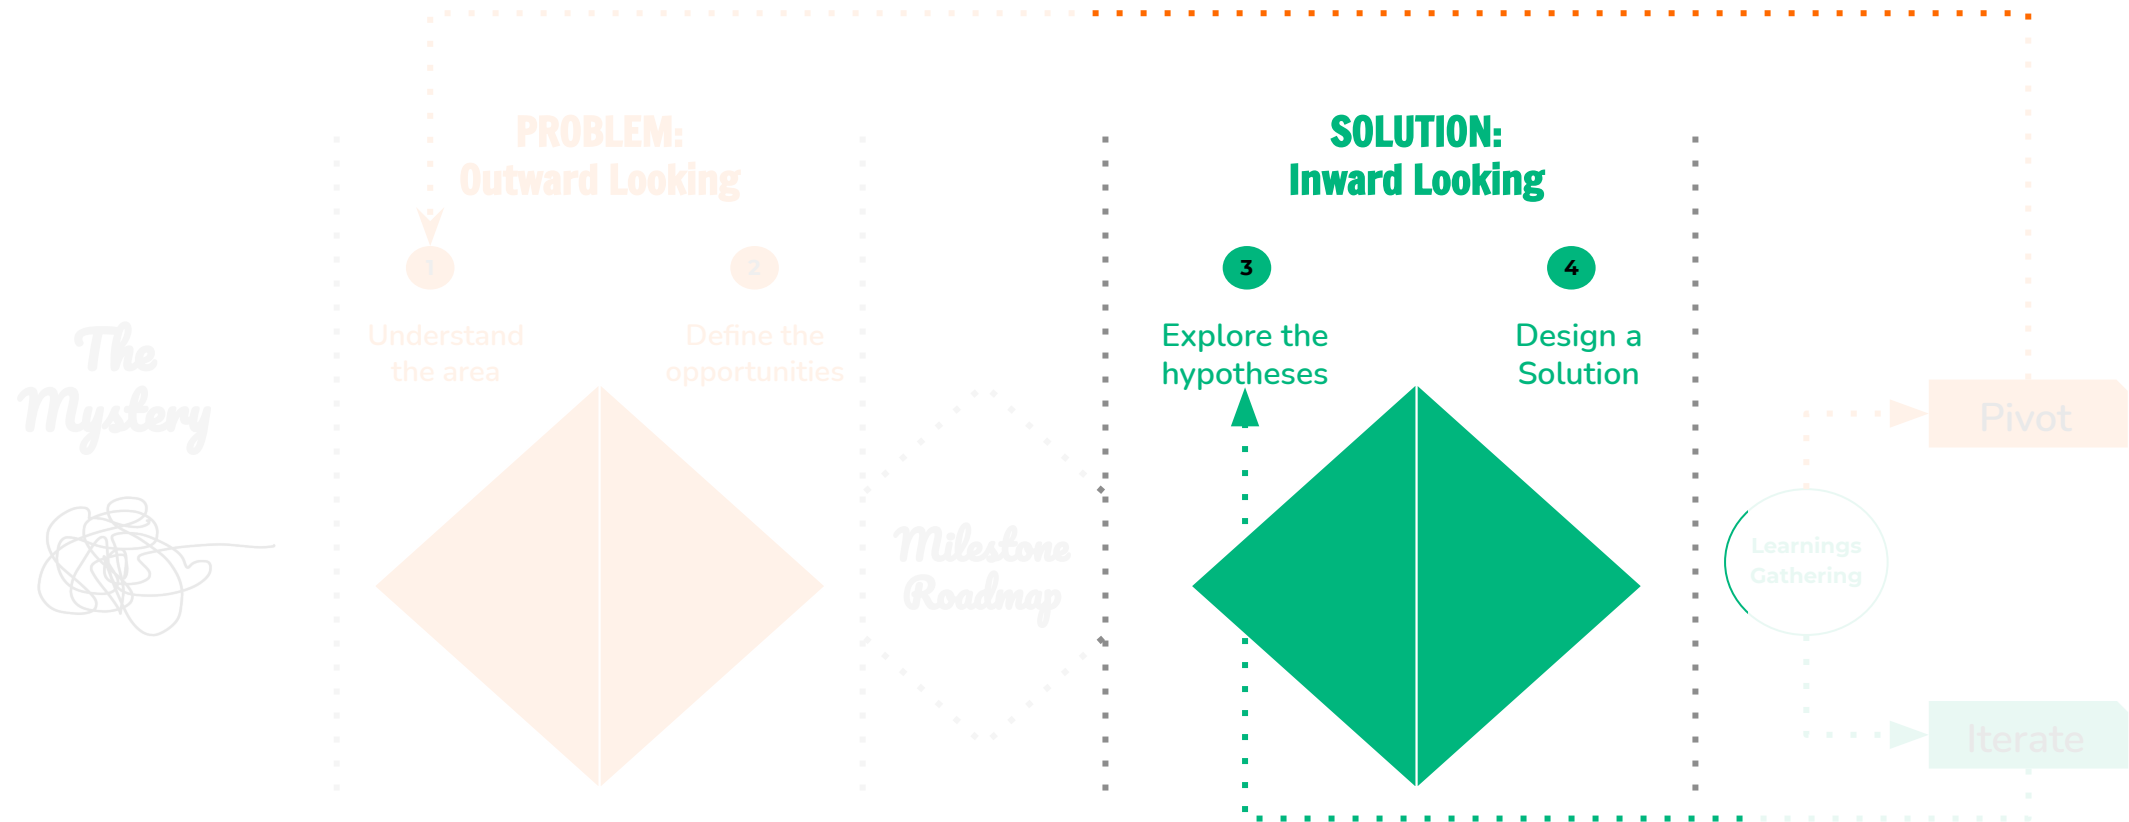 PROBLEM:
Outward Looking
SOLUTION:
Inward Looking
1
2
3
4
Understand
the area
Define the
opportunities
Explore the
hypotheses
Design a
Solution
The
Mystery
Milestone
Roadmap
Learnings
Gathering
Pivot
Iterate